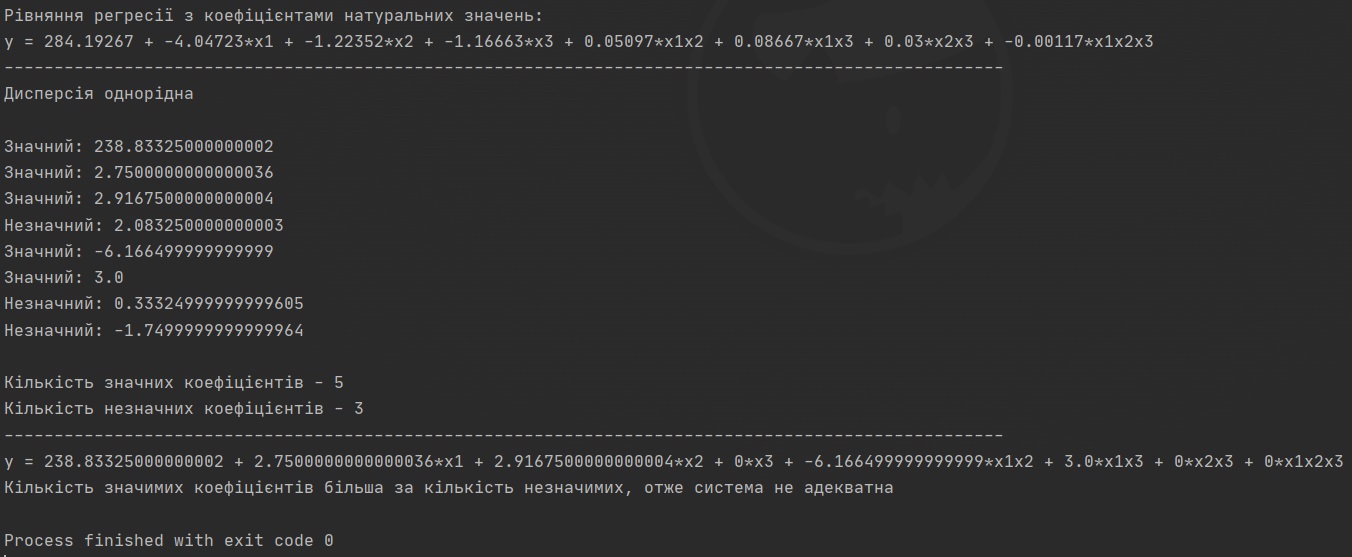 Рівняння регресії з коефіцієнтами натуральних значень:
y = 284.19267 + -4.04723*x1 + -1.22352*x2 + -1.16663*x3 + 0.05097*x1x2 + 0.08667*x1x3 + 0.03*x2x3 + -0.00117*x1x2x3
----------------------------------------------------------------------------------------------------
Дисперсія однорідна
Значний: 238.83325000000002
Значний: 2.7500000000000036
Значний: 2.9167500000000004
Незначний: 2.083250000000003
Значний: -6.166499999999999
Значний: 3.0
Незначний: 0.33324999999999605
Незначний: -1.7499999999999964
Кількість значних коефіцієнтів - 5
Кількість незначних коефіцієнтів - 3
----------------------------------------------------------------------------------------------------
y = 238.83325000000002 + 2.7500000000000036*x1 + 2.9167500000000004*x2 + 0*x3 + -6.166499999999999*x1x2 + 3.0*x1x3 + 0*x2x3 + 0*x1x2x3
Кількість значимих коефіцієнтів більша за кількість незначимих, отже система не адекватна
Process finished with exit code 0